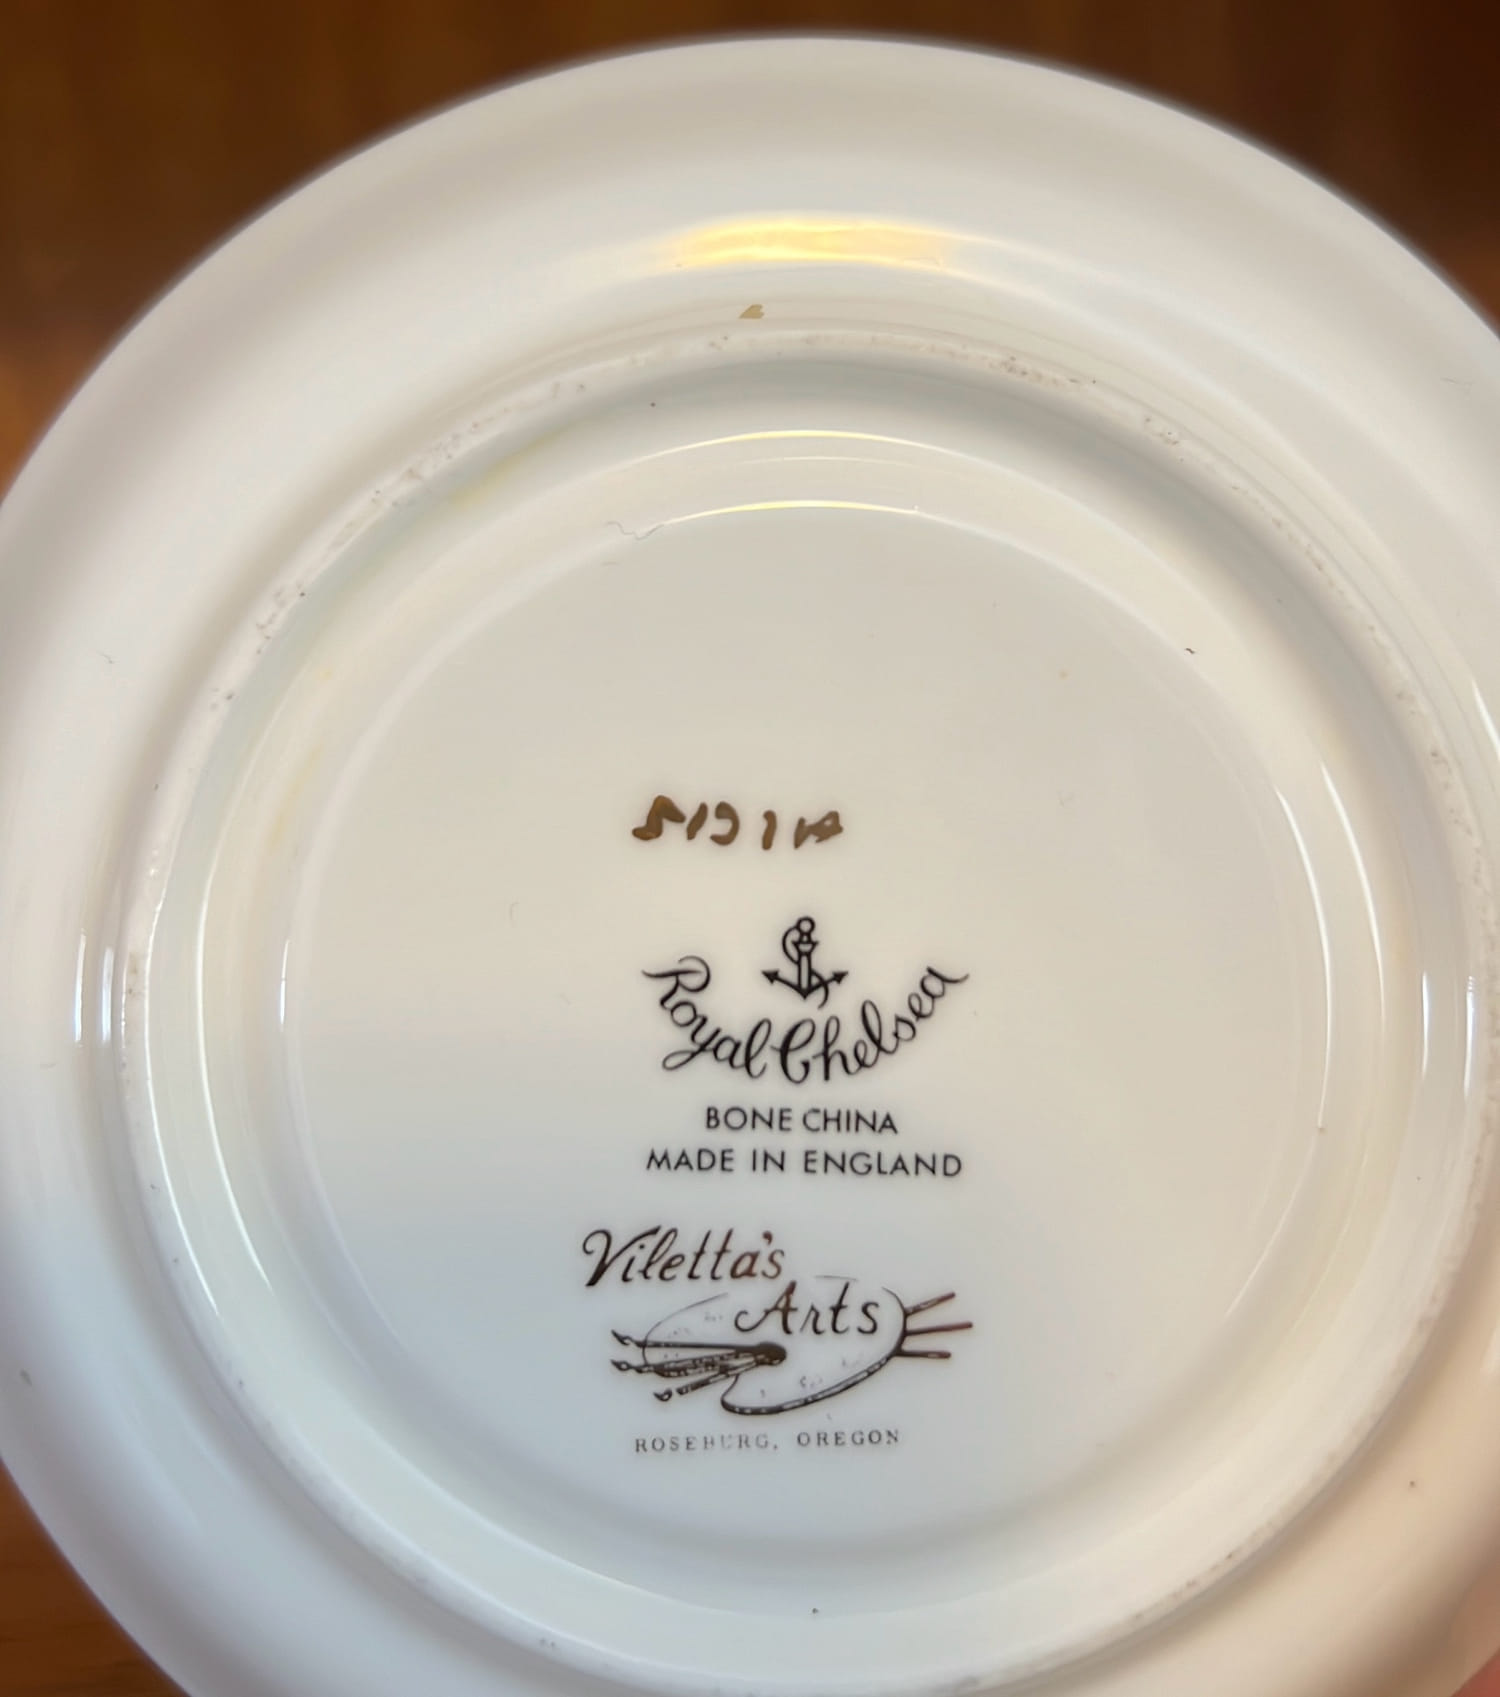 Royal Chelsea
BONE CHINA
MADE IN ENGLAND
Viletta's
Arts
ROSEBURG, OREGON